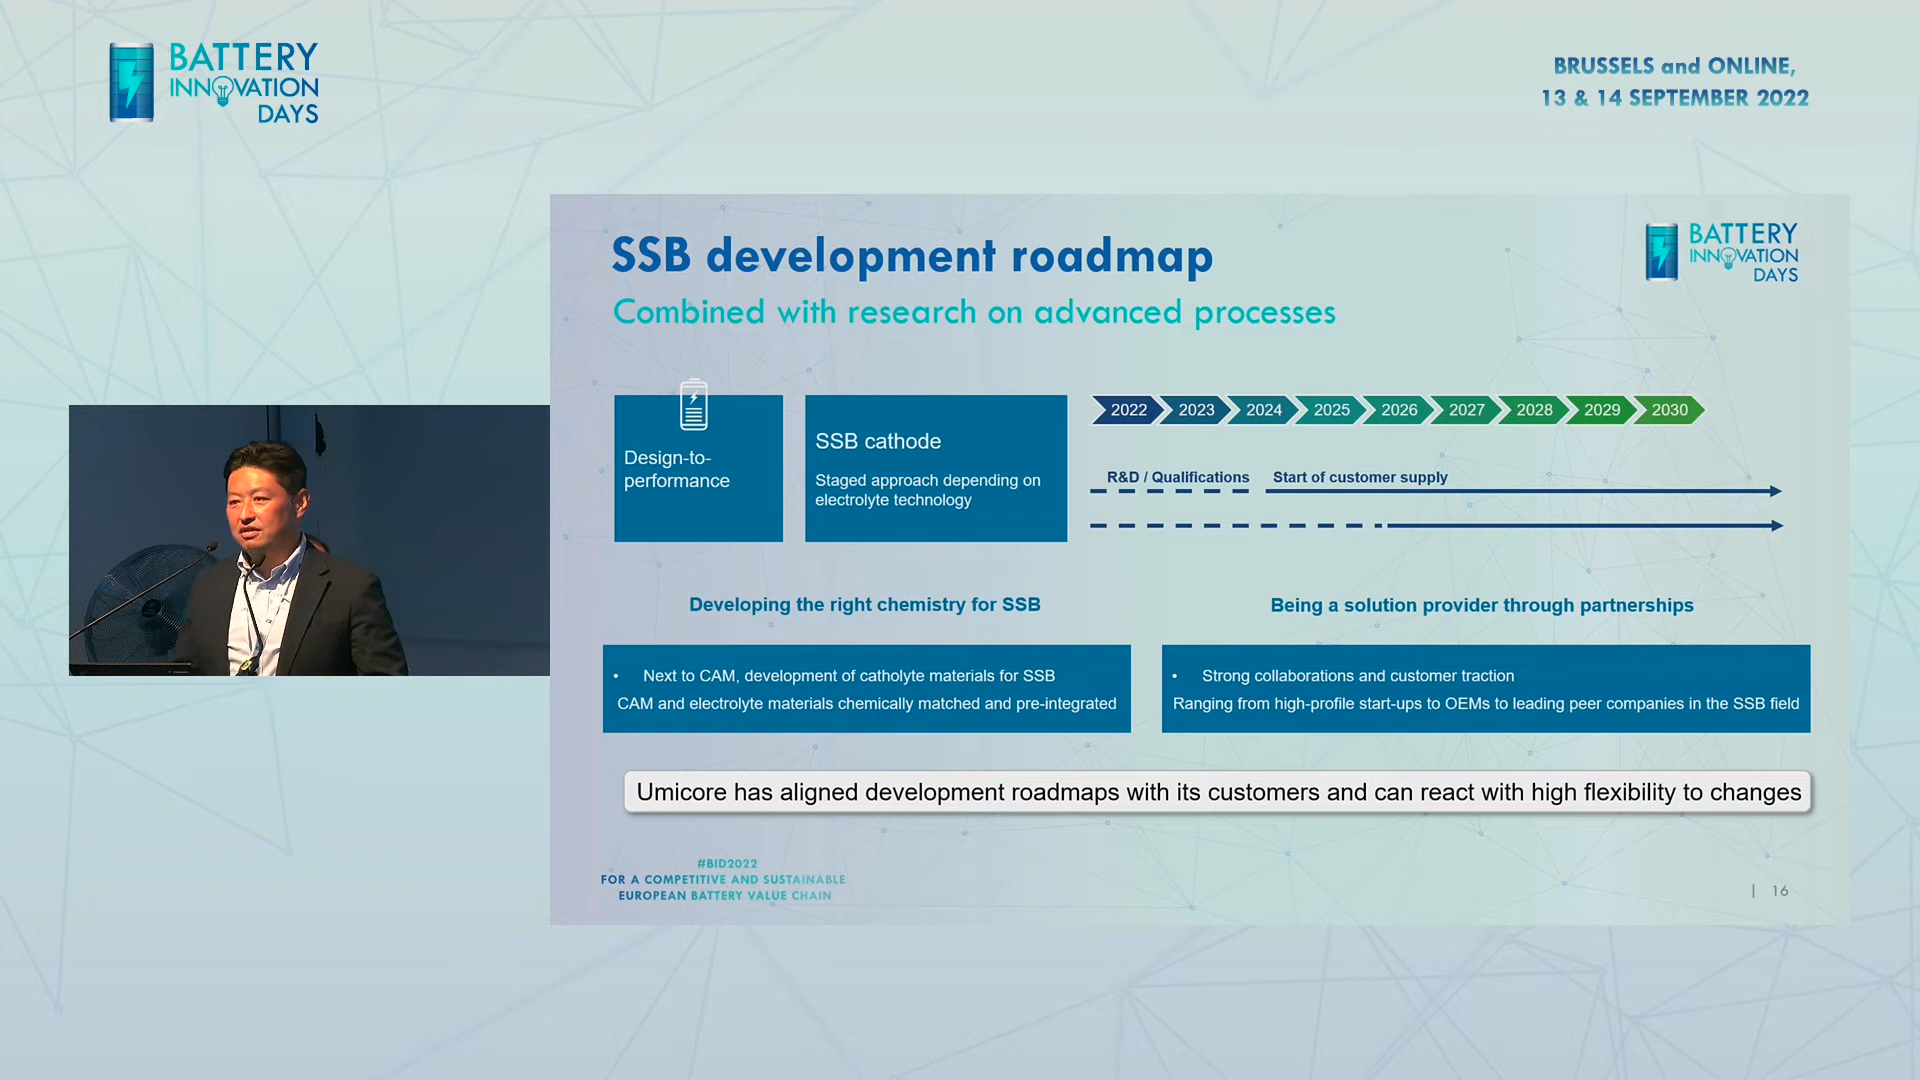 BATTERY
INNOVATION
DAYS
BRUSSELS and ONLINE,
13 & 14 SEPTEMBER 2022
SSB development roadmap
Combined with research on advanced processes
BATTERY
INNOVATION
DAYS
Design-to-
performance
SSB cathode
Staged approach depending on
electrolyte technology
2022 2023 2024 2025 2026 2027 2028 2029 2030
R&D / Qualifications Start of customer supply
Developing the right chemistry for SSB
• Next to CAM, development of catholyte materials for SSB
CAM and electrolyte materials chemically matched and pre-integrated
Being a solution provider through partnerships
• Strong collaborations and customer traction
Ranging from high-profile start-ups to OEMs to leading peer companies in the SSB field
Umicore has aligned development roadmaps with its customers and can react with high flexibility to changes
#BID2022
FOR A COMPETITIVE AND SUSTAINABLE
EUROPEAN BATTERY VALUE CHAIN
| 16